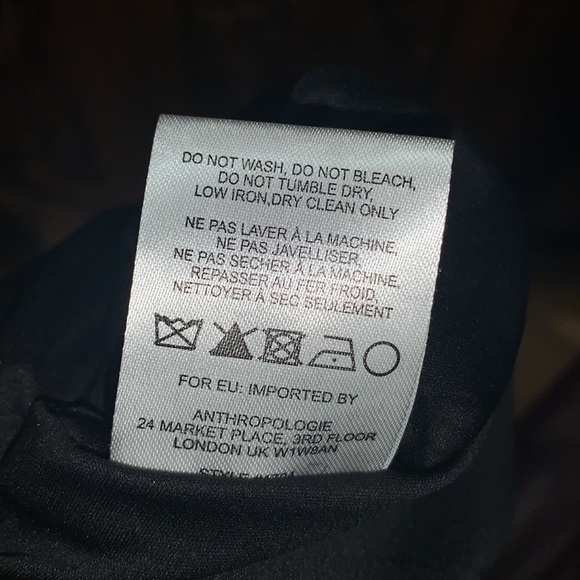 DO NOT WASH, DO NOT BLEACH,
DO NOT TUMBLE DRY,
LOW IRON,DRY CLEAN ONLY
NE PAS LAVER À LA MACHINE,
NE PAS JAVELLISER,
NE PAS SECHER À LA MACHINE,
REPASSER AU FER FROID,
NETTOYER À SEC SEULEMENT
FOR EU: IMPORTED BY
ANTHROPOLOGIE
24 MARKET PLACE, 3RD FLOOR
LONDON UK W1W8AN
STYLE